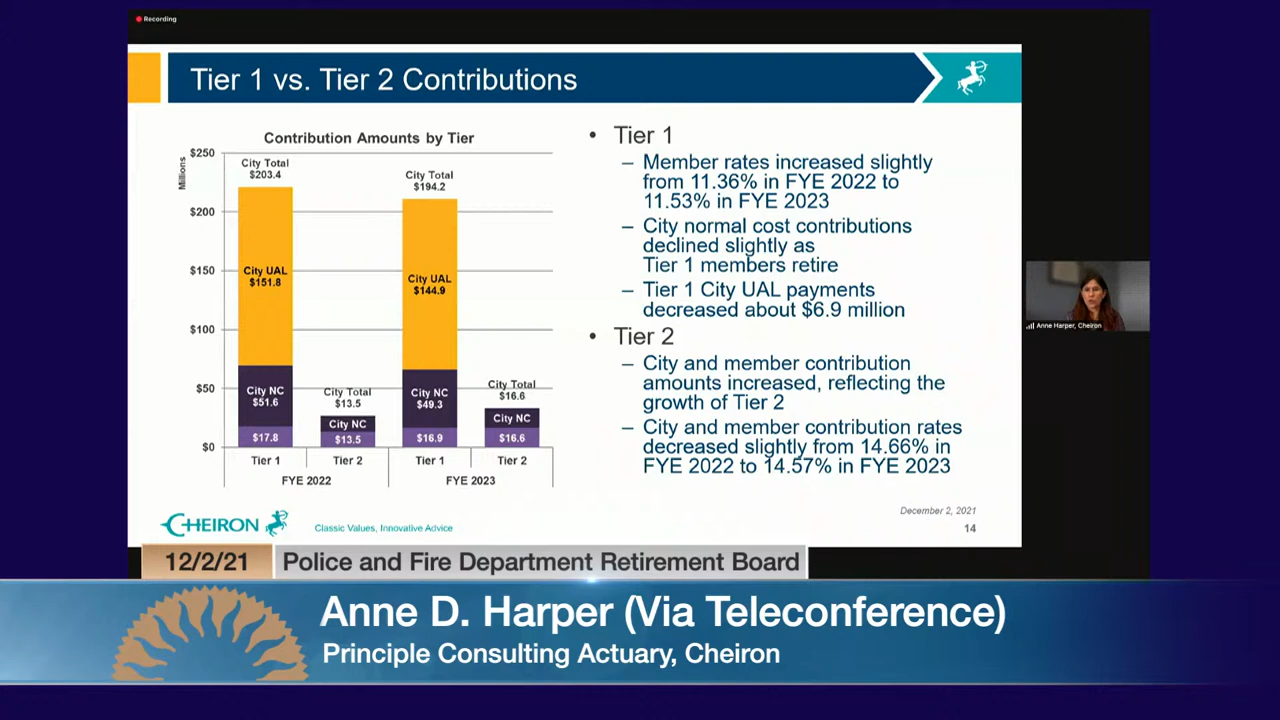 Recording
Tier 1 vs. Tier 2 Contributions
Contribution Amounts by Tier
Millions
$250
$200
$150
$100
$50
$0
City Total
$203.4
City UAL
$151.8
City NC
$51.6
$17.8
City Total
$13.5
City NC
$13.5
City Total
$194.2
City UAL
$144.9
City NC
$49.3
$16.9
City Total
$16.6
City NC
$16.6
Tier 1 Tier 2 Tier 1 Tier 2
FYE 2022 FYE 2023
• Tier 1
– Member rates increased slightly
from 11.36% in FYE 2022 to
11.53% in FYE 2023
– City normal cost contributions
declined slightly as
Tier 1 members retire
– Tier 1 City UAL payments
decreased about $6.9 million
• Tier 2
– City and member contribution
amounts increased, reflecting the
growth of Tier 2
– City and member contribution rates
decreased slightly from 14.66% in
FYE 2022 to 14.57% in FYE 2023
Anne Harper, Cheiron
CHEIRON
Classic Values, Innovative Advice
December 2, 2021
14
12/2/21 Police and Fire Department Retirement Board
Anne D. Harper (Via Teleconference)
Principle Consulting Actuary, Cheiron